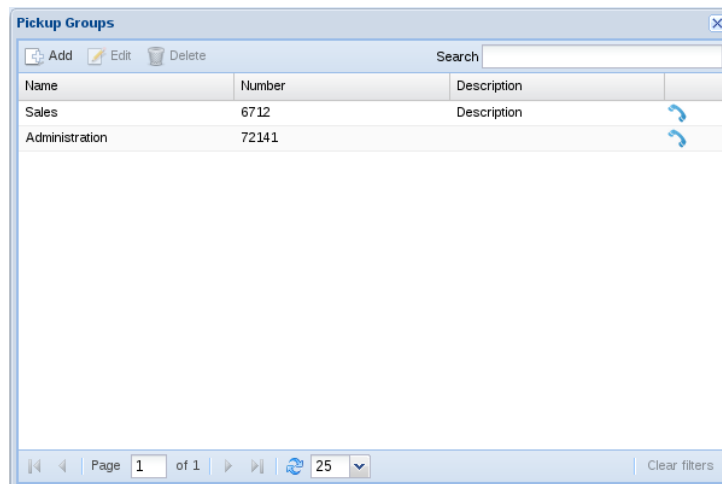 Pickup Groups
Add Edit Delete Search
Name Number Description
Sales 6712 Description
Administration 72141
Page 1 of 1 25 Clear filters